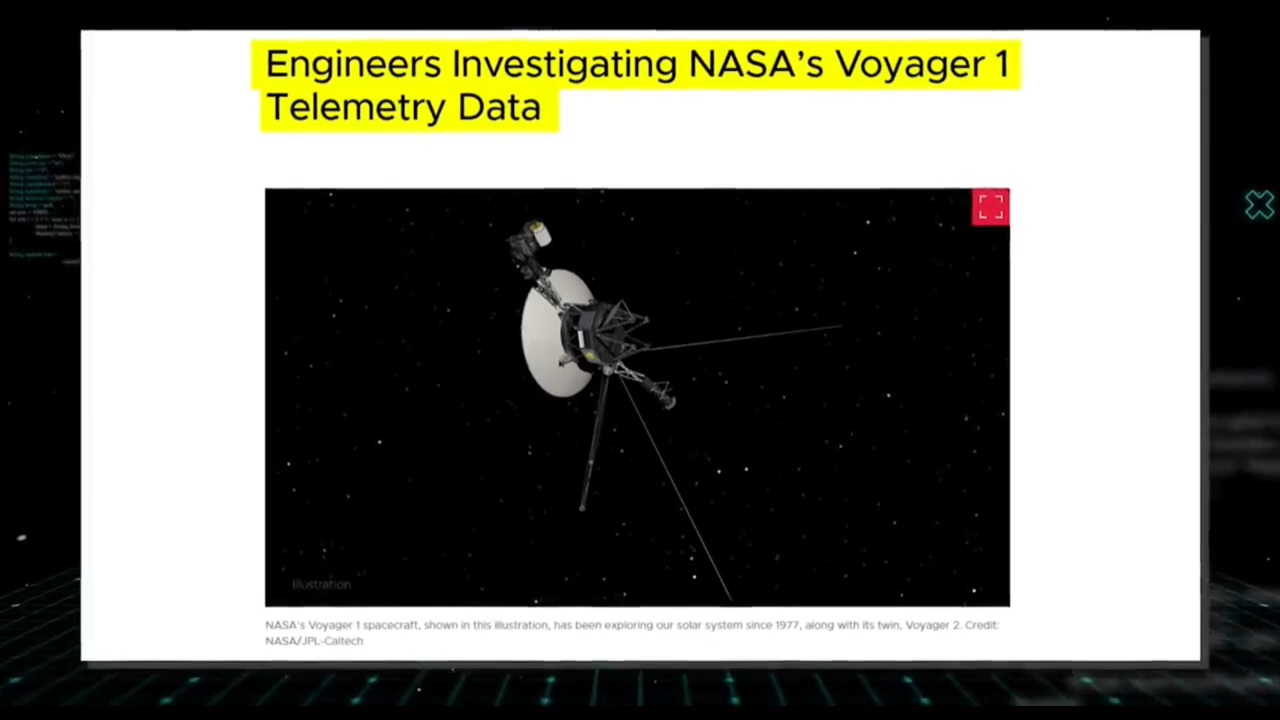 Engineers Investigating NASA's Voyager 1
Telemetry Data
Illustration
NASA's Voyager 1 spacecraft, shown in this illustration, has been exploring our solar system since 1977, along with its twin, Voyager 2. Credit:
NASA/JPL-Caltech